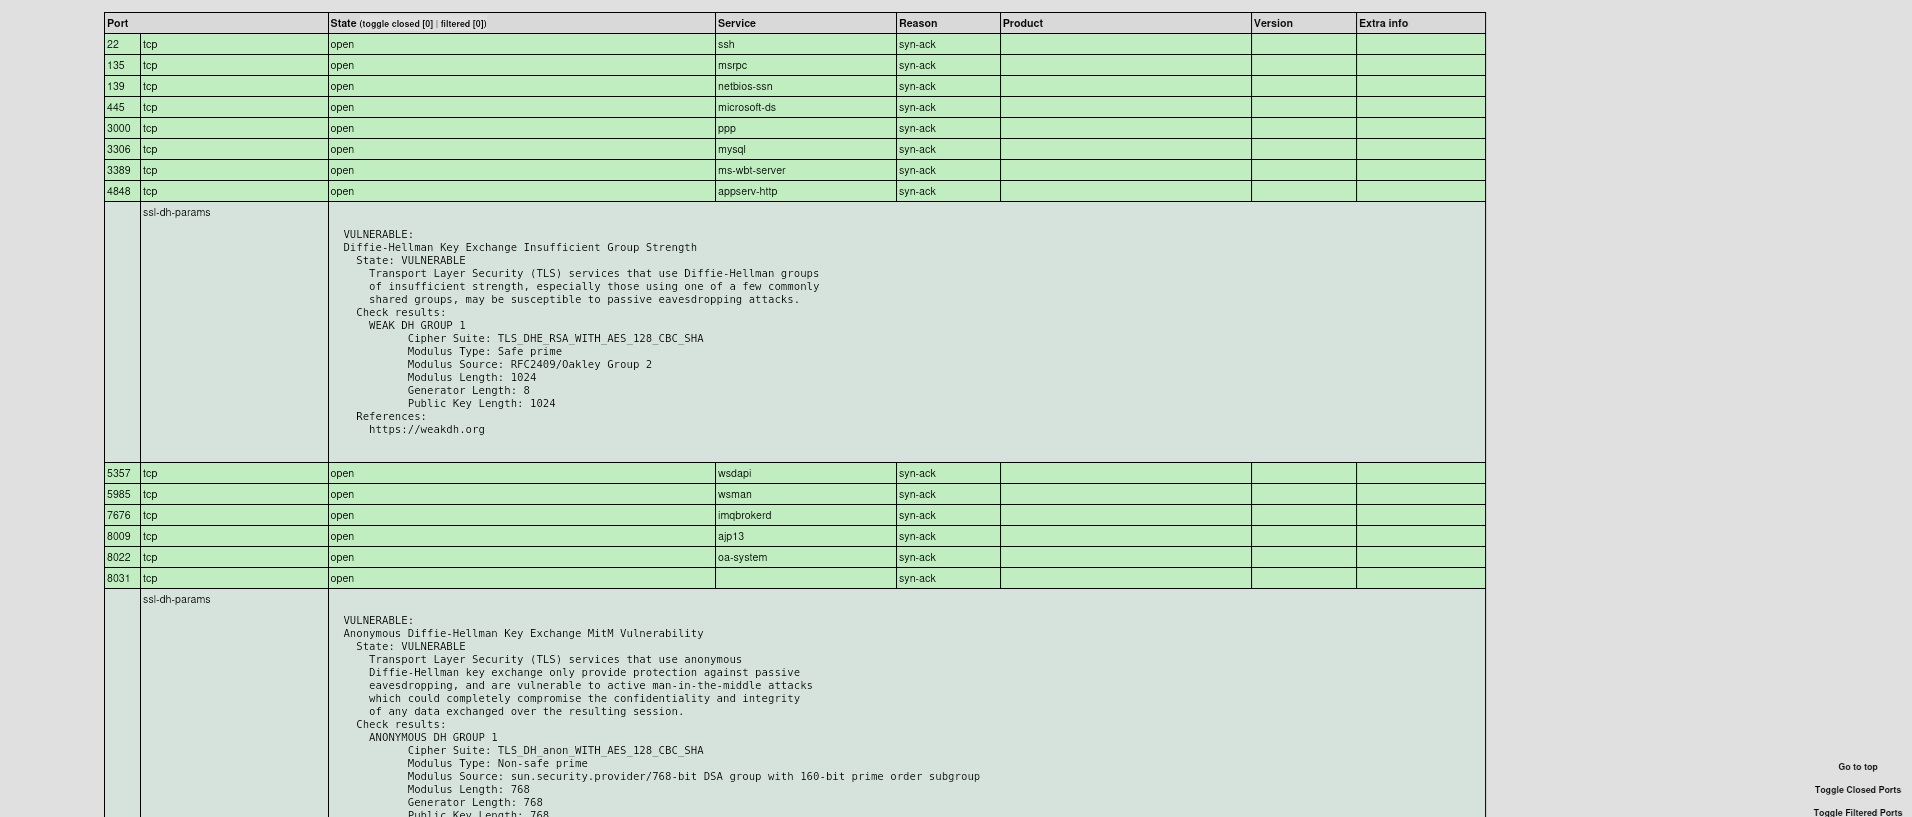 Port State (toggle closed [0] | filtered [0]) Service Reason Product Version Extra info
22 tcp open ssh syn-ack
135 tcp open msrpc syn-ack
139 tcp open netbios-ssn syn-ack
445 tcp open microsoft-ds syn-ack
3000 tcp open ppp syn-ack
3306 tcp open mysql syn-ack
3389 tcp open ms-wbt-server syn-ack
4848 tcp open appserv-http syn-ack
ssl-dh-params
VULNERABLE:
Diffie-Hellman Key Exchange Insufficient Group Strength
State: VULNERABLE
Transport Layer Security (TLS) services that use Diffie-Hellman groups
of insufficient strength, especially those using one of a few commonly
shared groups, may be susceptible to passive eavesdropping attacks.
Check results:
WEAK DH GROUP 1
Cipher Suite: TLS_DHE_RSA_WITH_AES_128_CBC_SHA
Modulus Type: Safe prime
Modulus Source: RFC2409/Oakley Group 2
Modulus Length: 1024
Generator Length: 8
Public Key Length: 1024
References:
https://weakdh.org
5357 tcp open wsdapi syn-ack
5985 tcp open wsman syn-ack
7676 tcp open imqbrokerd syn-ack
8009 tcp open ajp13 syn-ack
8022 tcp open oa-system syn-ack
8031 tcp open syn-ack
ssl-dh-params
VULNERABLE:
Anonymous Diffie-Hellman Key Exchange MitM Vulnerability
State: VULNERABLE
Transport Layer Security (TLS) services that use anonymous
Diffie-Hellman key exchange only provide protection against passive
eavesdropping, and are vulnerable to active man-in-the-middle attacks
which could completely compromise the confidentiality and integrity
of any data exchanged over the resulting session.
Check results:
ANONYMOUS DH GROUP 1
Cipher Suite: TLS_DH_anon_WITH_AES_128_CBC_SHA
Modulus Type: Non-safe prime
Modulus Source: sun.security.provider/768-bit DSA group with 160-bit prime order subgroup
Modulus Length: 768
Generator Length: 768
Public Key Length: 768
Go to top
Toggle Closed Ports
Toggle Filtered Ports